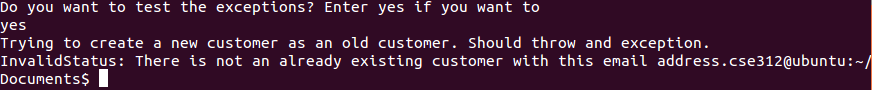 Do you want to test the exceptions? Enter yes if you want to
yes
Trying to create a new customer as an old customer. Should throw and exception.
InvalidStatus: There is not an already existing customer with this email address.cse312@ubuntu:~/
Documents$